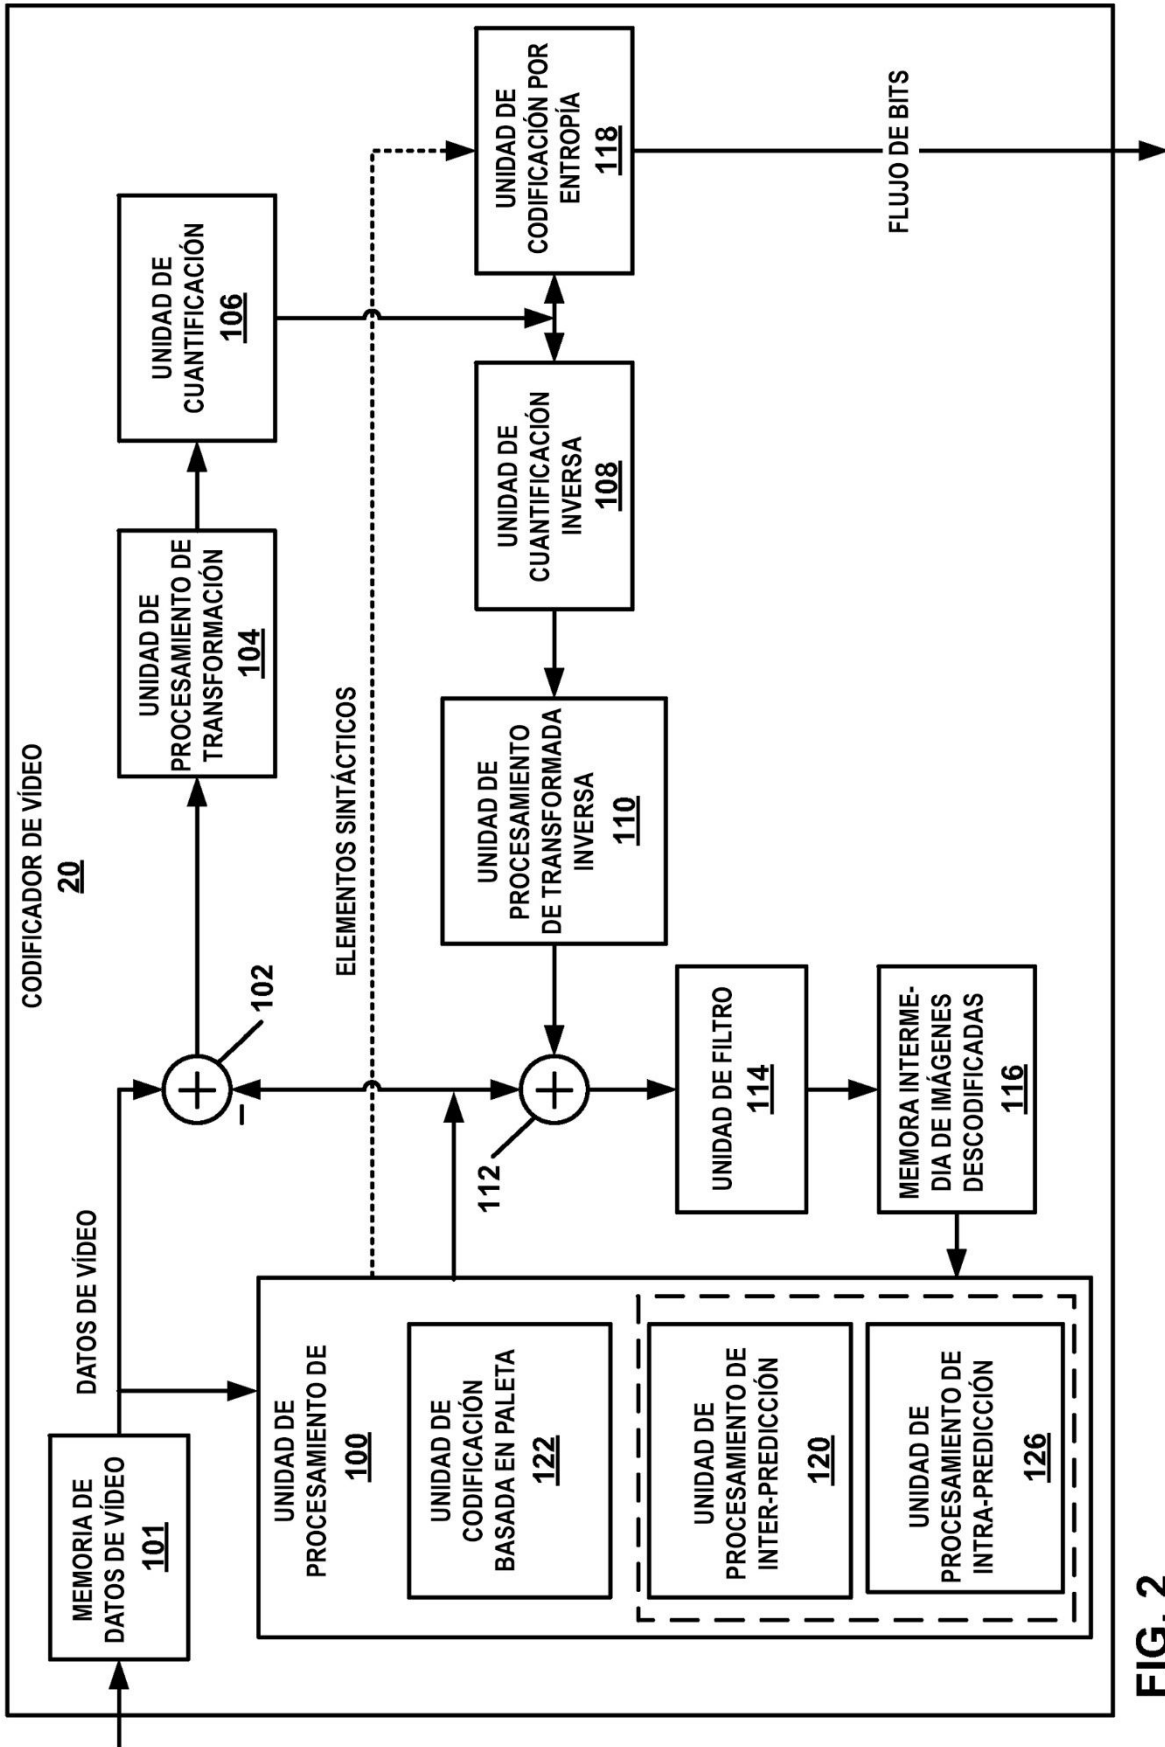 CODIFICADOR DE VÍDEO
20
MEMORIA DE
DATOS DE VÍDEO
101
DATOS DE VÍDEO
102
–
UNIDAD DE
PROCESAMIENTO DE
TRANSFORMACIÓN
104
UNIDAD DE
CUANTIFICACIÓN
106
ELEMENTOS SINTÁCTICOS
UNIDAD DE
PROCESAMIENTO DE
100
UNIDAD DE
CODIFICACIÓN
BASADA EN PALETA
122
UNIDAD DE
PROCESAMIENTO DE
INTER-PREDICCIÓN
120
UNIDAD DE
PROCESAMIENTO DE
INTRA-PREDICCIÓN
126
112
UNIDAD DE
PROCESAMIENTO
DE TRANSFORMADA
INVERSA
110
UNIDAD DE
CUANTIFICACIÓN
INVERSA
108
UNIDAD DE
CODIFICACIÓN POR
ENTROPÍA
118
UNIDAD DE FILTRO
114
MEMORA INTERME-
DIA DE IMÁGENES
DESCODIFICADAS
116
FLUJO DE BITS
FIG. 2